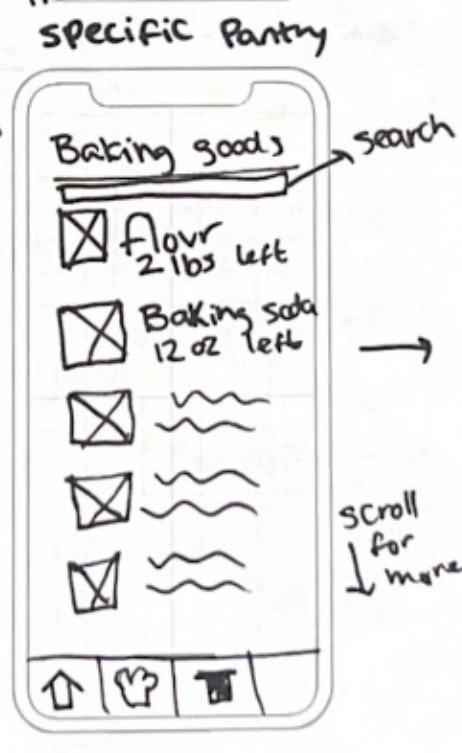 specific Pantry
Baking goods
search
flour
2 lbs left
Baking soda
12 oz left
scroll
for
more